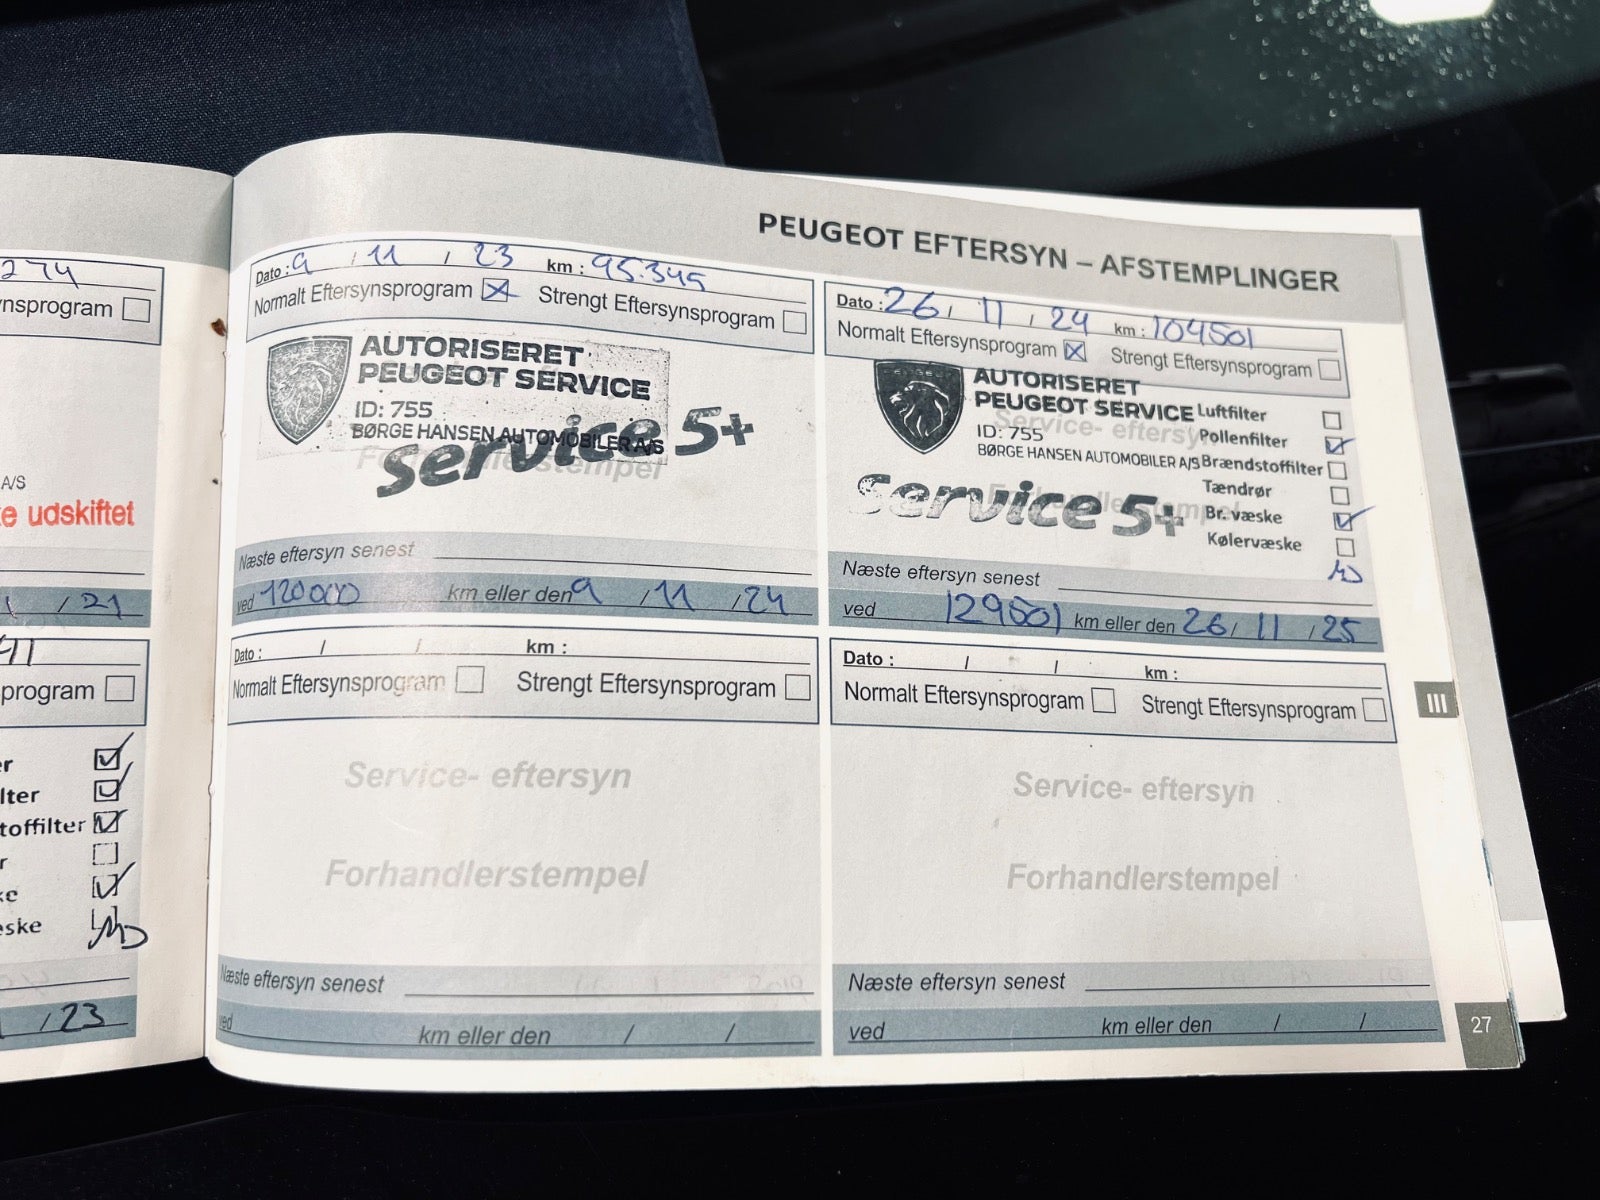 274
nsprogram
A/S
e udskiftet
/ 21
program
r
lter
toffilter
r
ke
eske
/ 23
PEUGEOT EFTERSYN – AFSTEMPLINGER
Dato : 9 / 11 / 23 km : 95.345
Normalt Eftersynsprogram Strengt Eftersynsprogram
AUTORISERET
PEUGEOT SERVICE
ID: 755
BØRGE HANSEN AUTOMOBILER A/S
Service 5+
Forhandlerstempel
Næste eftersyn senest
ved 120000 km eller den 9 / 11 / 24
Dato : / / km :
Normalt Eftersynsprogram Strengt Eftersynsprogram
Service- eftersyn
Forhandlerstempel
Næste eftersyn senest
ved km eller den / /
Dato : 26 / 11 / 24 km : 104501
Normalt Eftersynsprogram Strengt Eftersynsprogram
AUTORISERET
PEUGEOT SERVICE
Service- eftersyn
ID: 755
BØRGE HANSEN AUTOMOBILER A/S
Service 5+
Forhandlerstempel
Luftfilter
Pollenfilter
Brændstoffilter
Tændrør
Br. væske
Kølervæske
Næste eftersyn senest
ved 129501 km eller den 26 / 11 / 25
Dato : / / km :
Normalt Eftersynsprogram Strengt Eftersynsprogram
Service- eftersyn
Forhandlerstempel
Næste eftersyn senest
ved km eller den / /
III
27